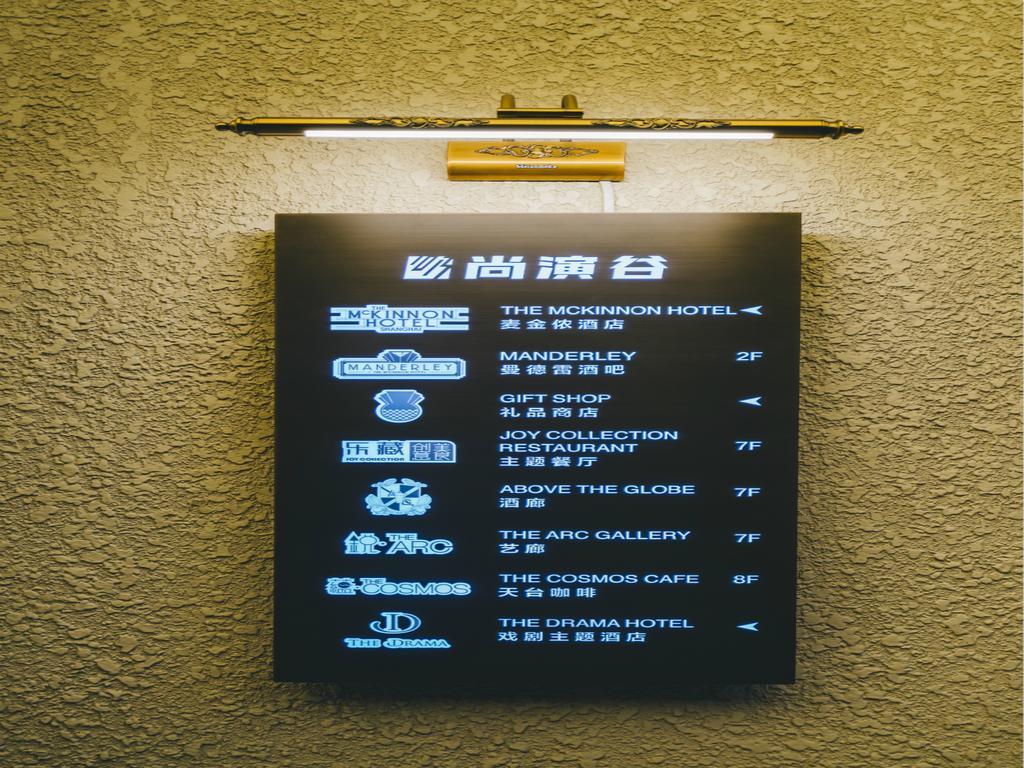 尚演谷
THE
McKINNON
HOTEL
SHANGHAI
THE MCKINNON HOTEL
麦金侬酒店
MANDERLEY
MANDERLEY
2F
曼德雷酒吧
GIFT SHOP
礼品商店
乐藏 创意美食
JOY COLLECTION
JOY COLLECTION
RESTAURANT
7F
主题餐厅
ABOVE THE GLOBE
7F
酒廊
THE
ARC
THE ARC GALLERY
7F
艺廊
THE
COSMOS
THE COSMOS CAFE
8F
天台咖啡
THE DRAMA
THE DRAMA HOTEL
戏剧主题酒店